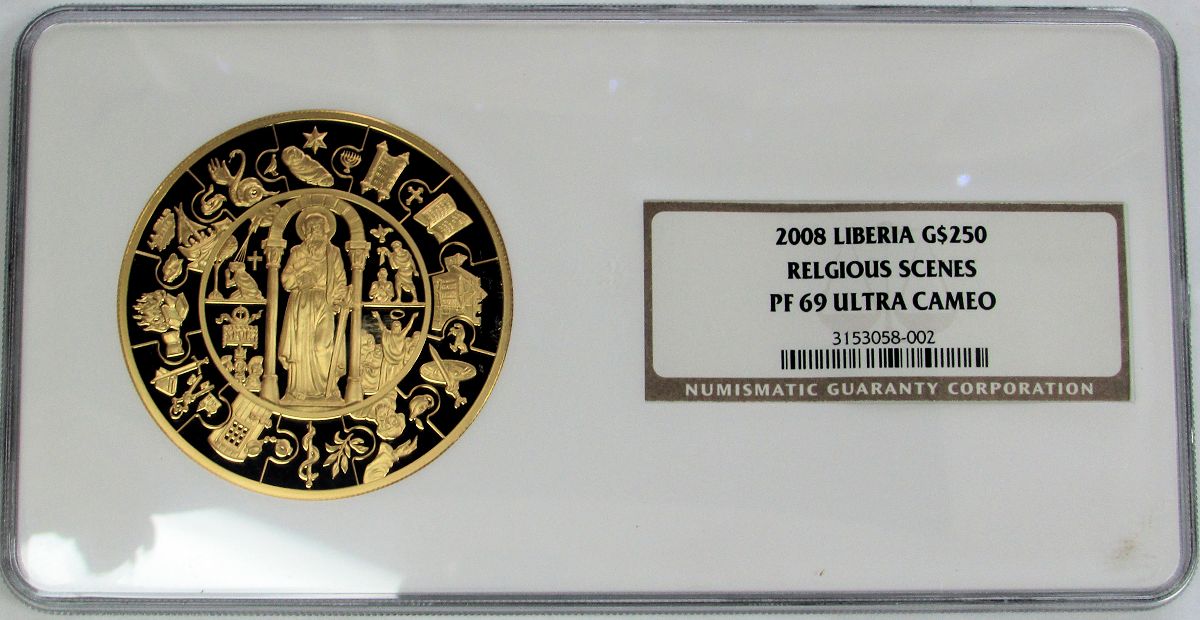 2008 LIBERIA G$250
RELGIOUS SCENES
PF 69 ULTRA CAMEO
3153058-002
NUMISMATIC GUARANTY CORPORATION